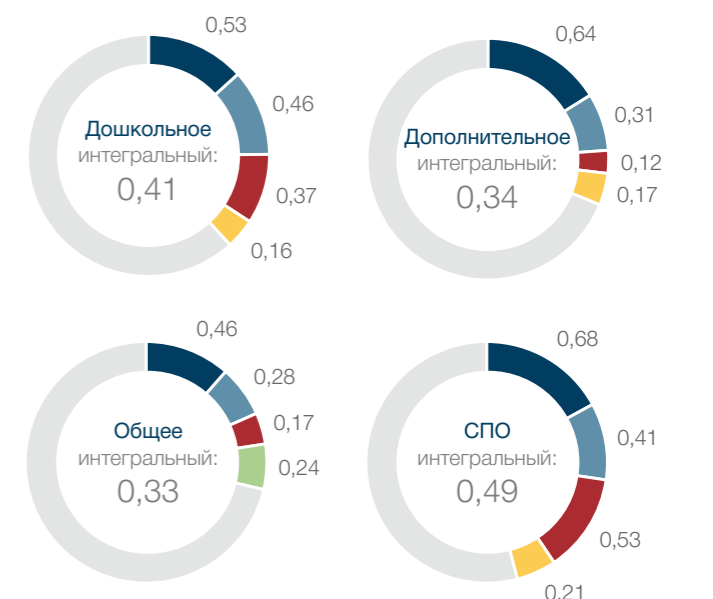 0,53
0,46
Дошкольное
интегральный:
0,41
0,37
0,16
0,64
0,31
Дополнительное
интегральный:
0,34
0,12
0,17
0,46
0,28
0,17
Общее
интегральный:
0,33
0,24
0,68
0,41
СПО
интегральный:
0,49
0,53
0,21